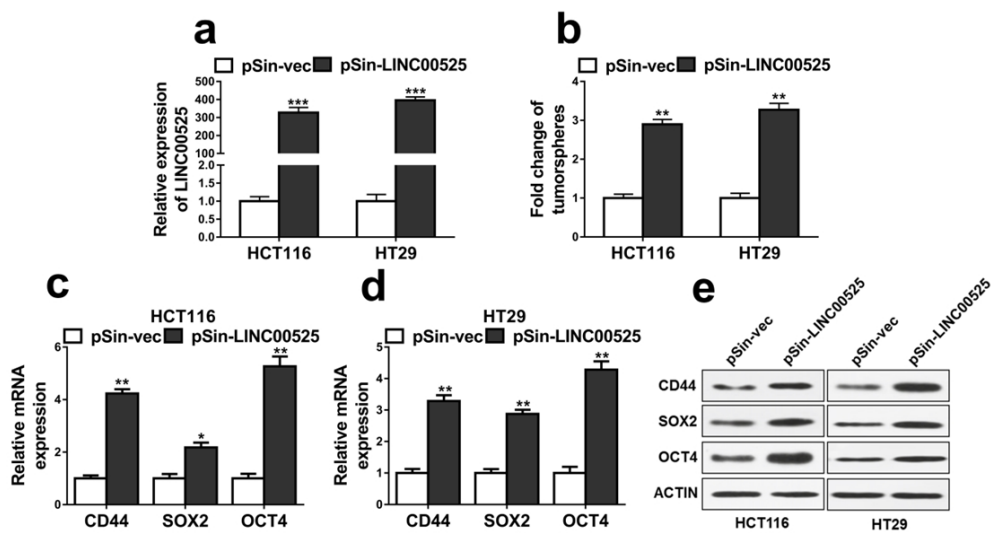 a
pSin-vec pSin-LINC00525
Relative expression
of LINC00525
500
400
300
200
100
2.0
1.5
1.0
0.5
0.0
***
***
HCT116 HT29
b
pSin-vec pSin-LINC00525
Fold change of
tumorspheres
4
3
2
1
0
**
**
HCT116 HT29
c
HCT116
pSin-vec pSin-LINC00525
Relative mRNA
expression
6
4
2
0
**
*
**
CD44 SOX2 OCT4
d
HT29
pSin-vec pSin-LINC00525
Relative mRNA
expression
5
4
3
2
1
0
**
**
**
CD44 SOX2 OCT4
e
pSin-vec pSin-LINC00525 pSin-vec pSin-LINC00525
CD44
SOX2
OCT4
ACTIN
HCT116 HT29